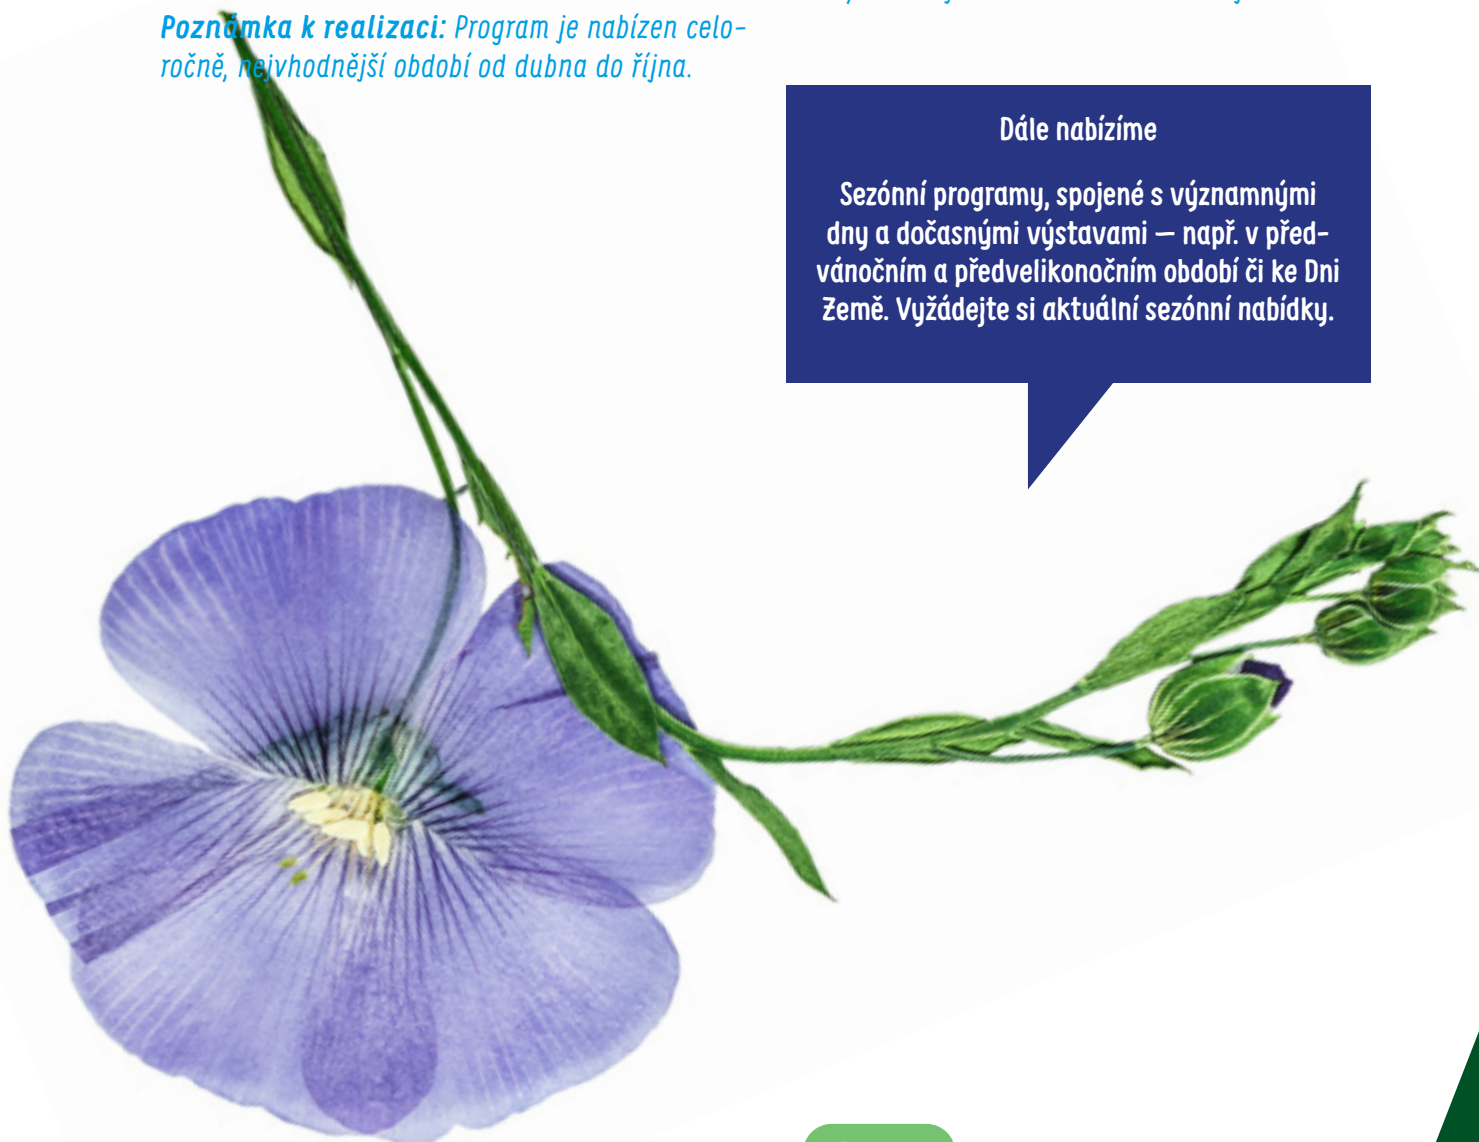 Poznámka k realizaci: Program je nabízen celo-
ročně, nejvhodnější období od dubna do října.
Dále nabízíme
Sezónní programy, spojené s významnými
dny a dočasnými výstavami — např. v před-
vánočním a předvelikonočním období či ke Dni
Země. Vyžádejte si aktuální sezónní nabídky.